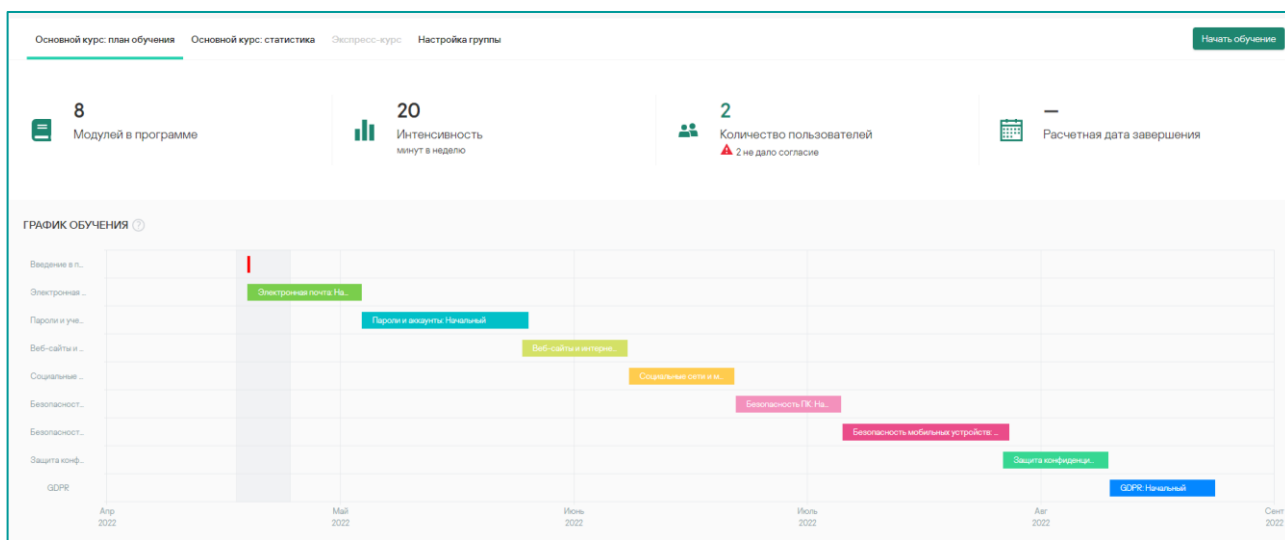 Основной курс: план обучения Основной курс: статистика Экспресс-курс Настройка группы Начать обучение
8
Модулей в программе
20
Интенсивность
минут в неделю
2
Количество пользователей
2 не дало согласие
—
Расчетная дата завершения
ГРАФИК ОБУЧЕНИЯ ?
Введение в п...
Электронная ...
Электронная почта: На...
Пароли и уче...
Пароли и аккаунты: Начальный
Веб-сайты и ...
Веб-сайты и интерне...
Социальные ...
Социальные сети и м...
Безопасност...
Безопасность ПК: На...
Безопасност...
Безопасность мобильных устройств: ...
Защита конф...
Защита конфиденци...
GDPR
GDPR: Начальный
Апр Май Июнь Июль Авг Сент
2022 2022 2022 2022 2022 2022